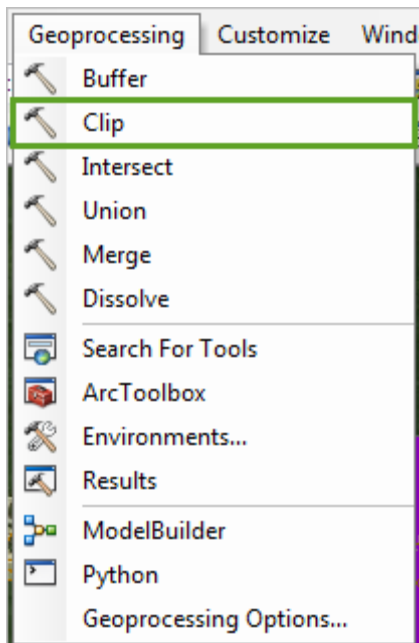 Geoprocessing Customize Wind
Buffer
Clip
Intersect
Union
Merge
Dissolve
Search For Tools
ArcToolbox
Environments...
Results
ModelBuilder
Python
Geoprocessing Options...